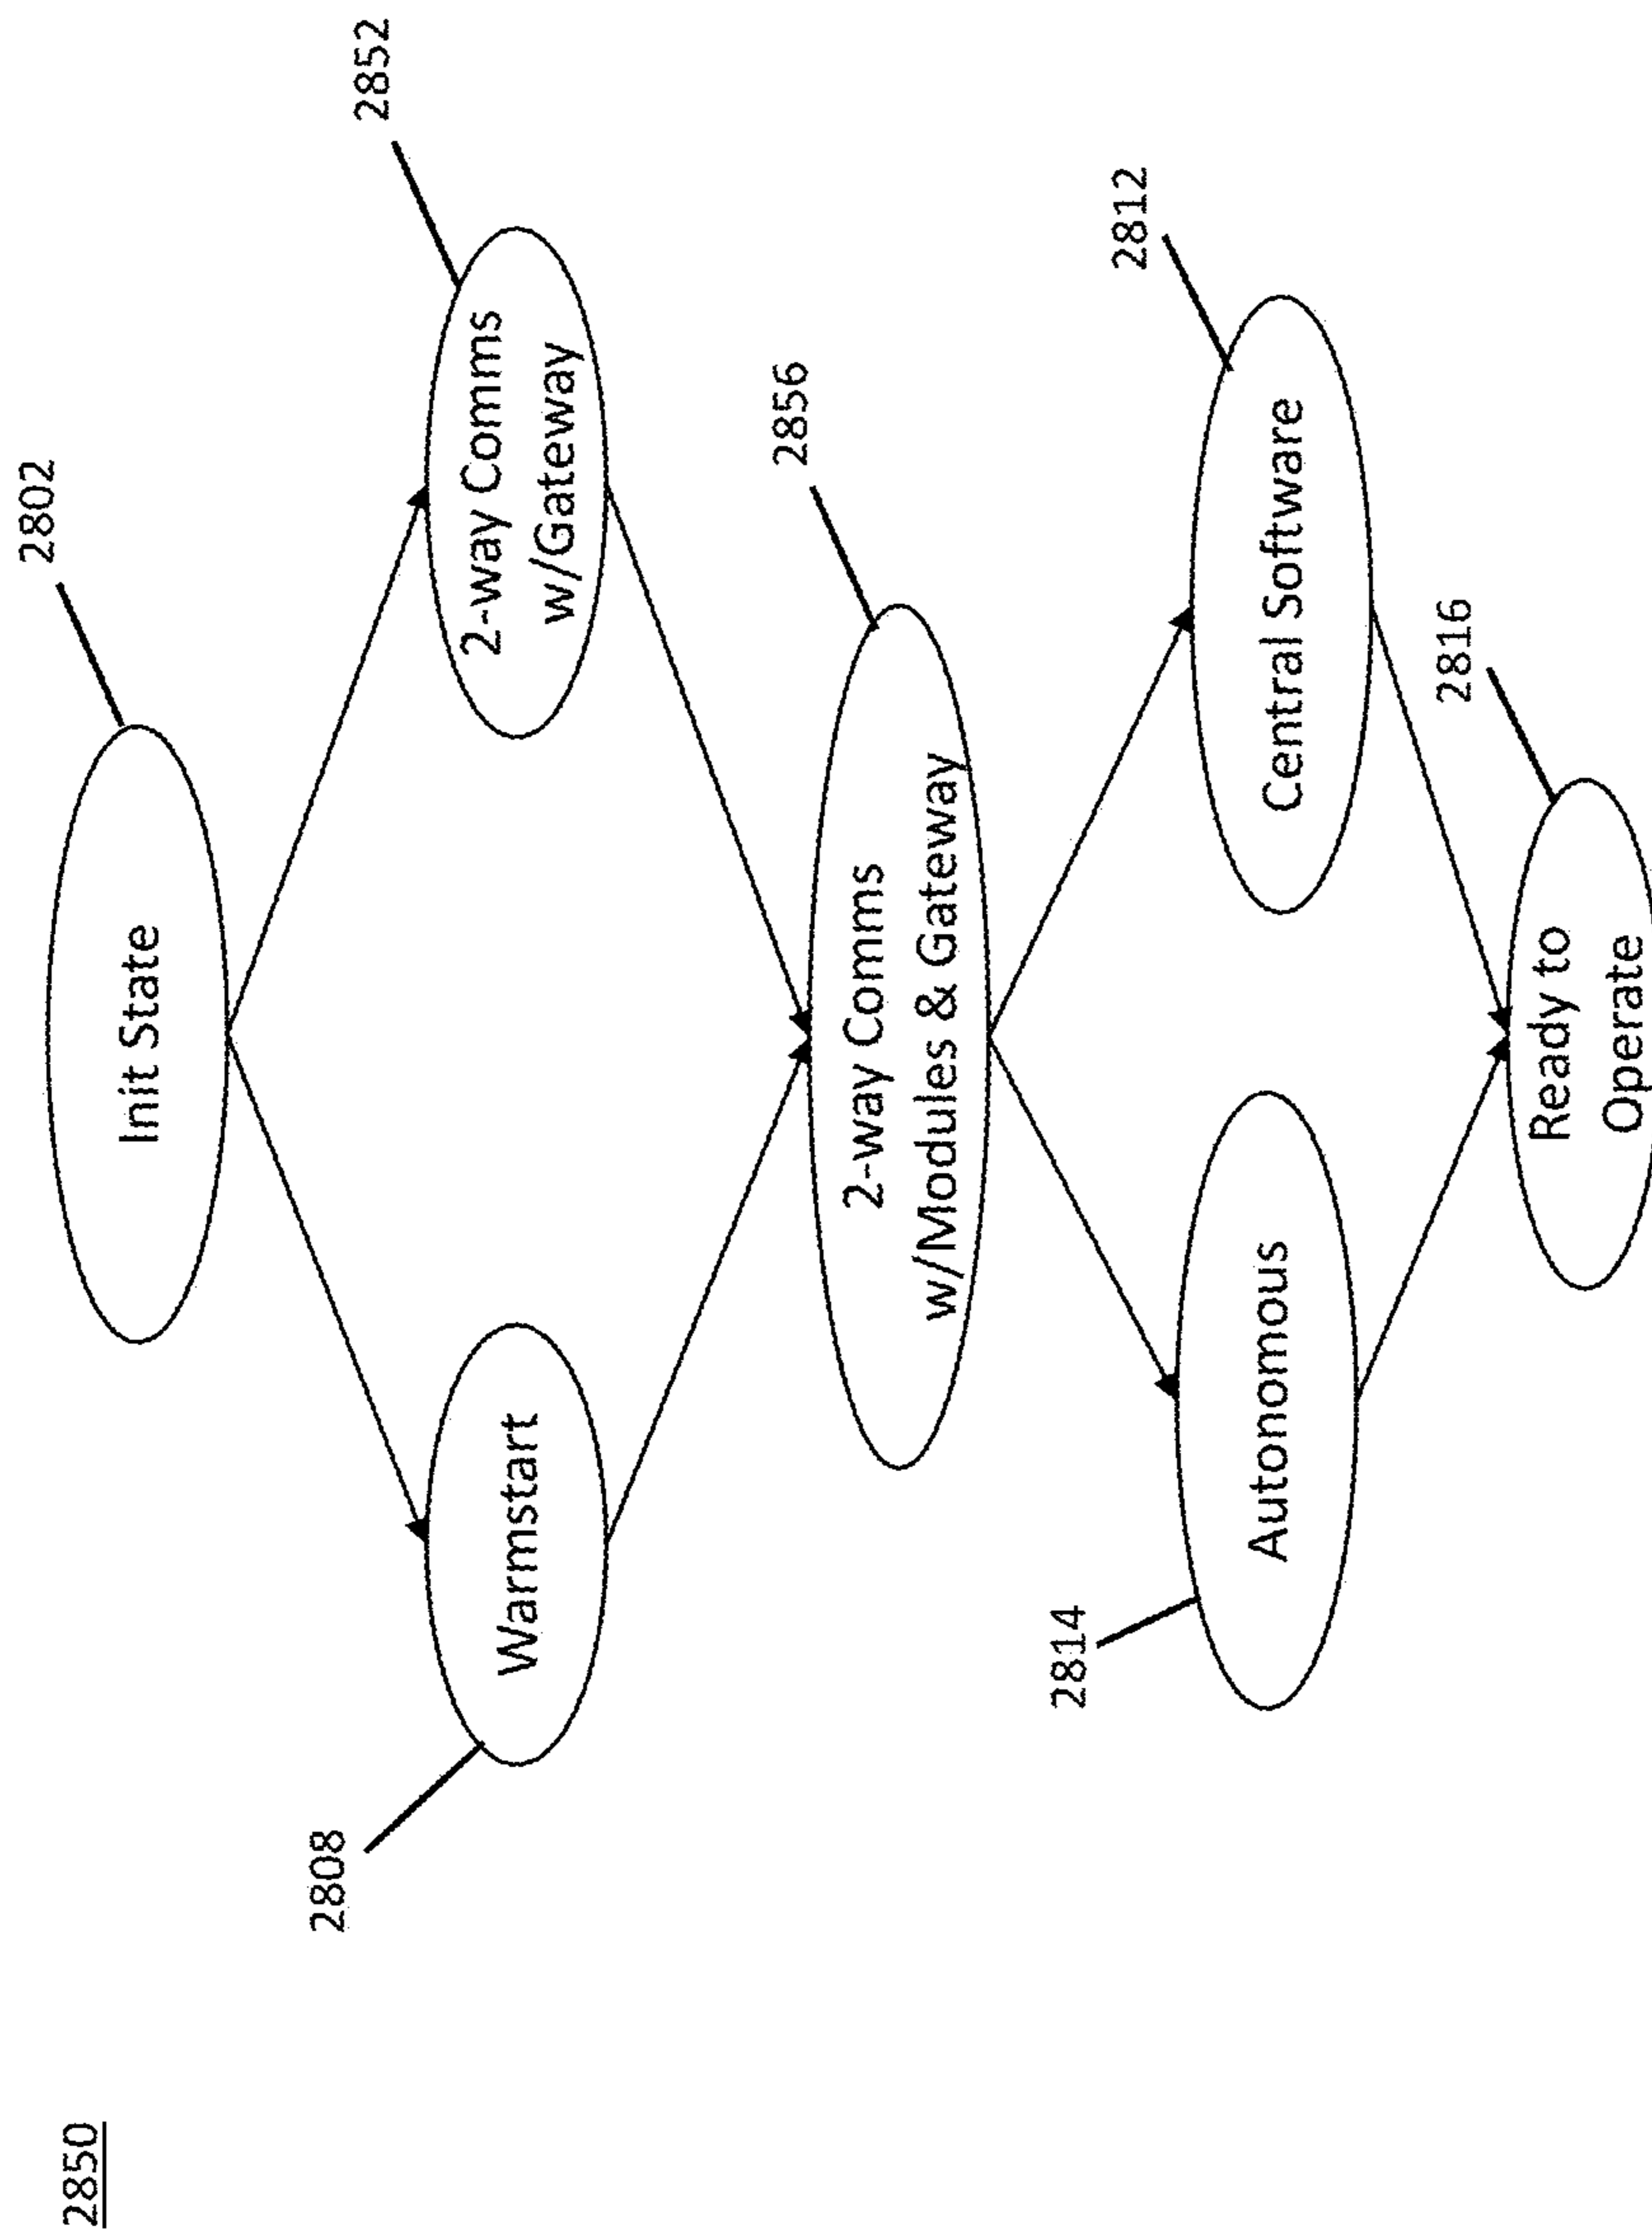 2850
2802
Init State
2808
Warmstart
2852
2-way Comms
w/Gateway
2856
2-way Comms
w/Modules & Gateway
2814
Autonomous
2812
Central Software
2816
Ready to
Operate